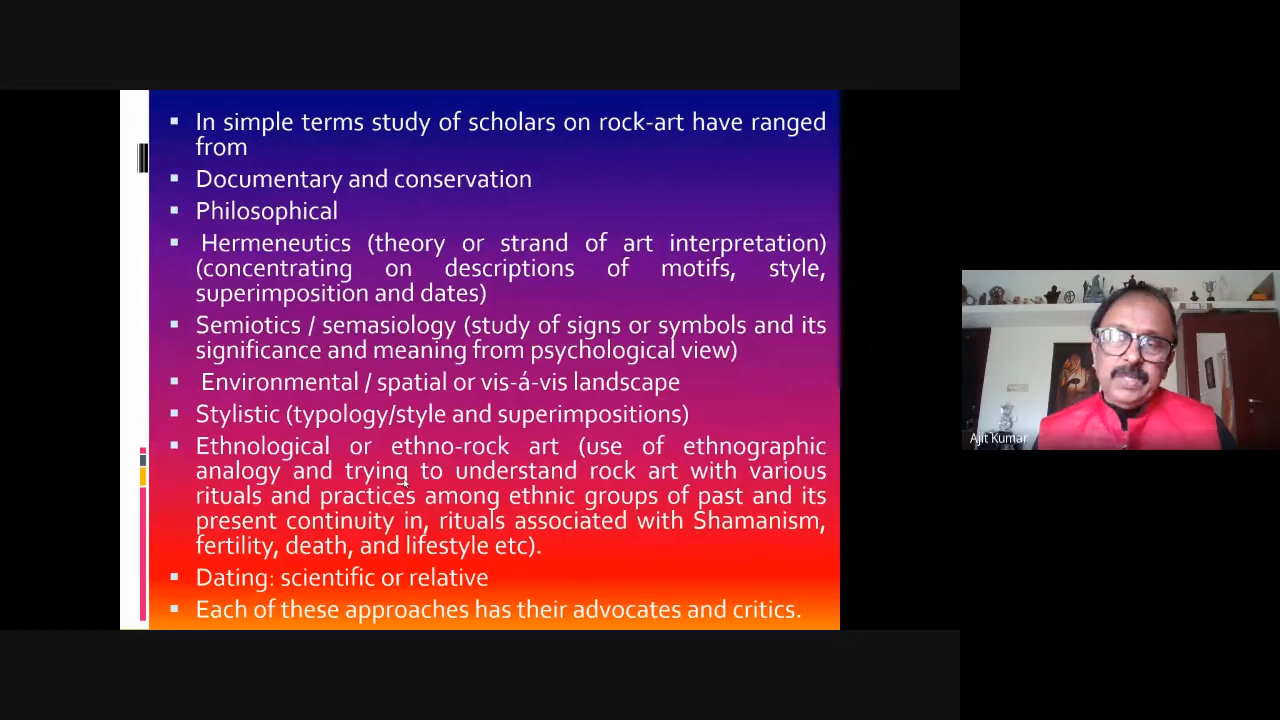 ▪ In simple terms study of scholars on rock-art have ranged
from
▪ Documentary and conservation
▪ Philosophical
▪ Hermeneutics (theory or strand of art interpretation)
(concentrating on descriptions of motifs, style,
superimposition and dates)
▪ Semiotics / semasiology (study of signs or symbols and its
significance and meaning from psychological view)
▪ Environmental / spatial or vis-á-vis landscape
▪ Stylistic (typology/style and superimpositions)
▪ Ethnological or ethno-rock art (use of ethnographic
analogy and trying to understand rock art with various
rituals and practices among ethnic groups of past and its
present continuity in, rituals associated with Shamanism,
fertility, death, and lifestyle etc).
▪ Dating: scientific or relative
▪ Each of these approaches has their advocates and critics.
Ajit Kumar